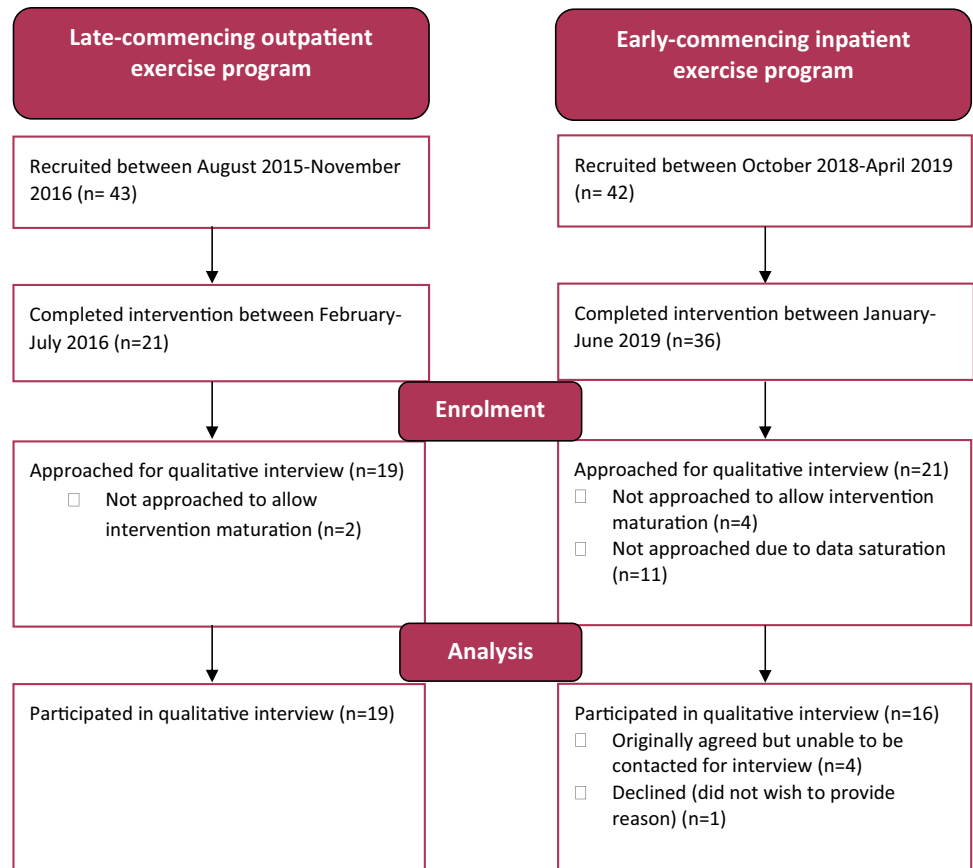 Late-commencing outpatient
exercise program
Early-commencing inpatient
exercise program
Recruited between August 2015-November
2016 (n= 43)
Recruited between October 2018-April 2019
(n= 42)
Completed intervention between February-
July 2016 (n=21)
Completed intervention between January-
June 2019 (n=36)
Enrolment
Approached for qualitative interview (n=19)
Not approached to allow
intervention maturation (n=2)
Approached for qualitative interview (n=21)
Not approached to allow intervention
maturation (n=4)
Not approached due to data saturation
(n=11)
Analysis
Participated in qualitative interview (n=19)
Participated in qualitative interview (n=16)
Originally agreed but unable to be
contacted for interview (n=4)
Declined (did not wish to provide
reason) (n=1)